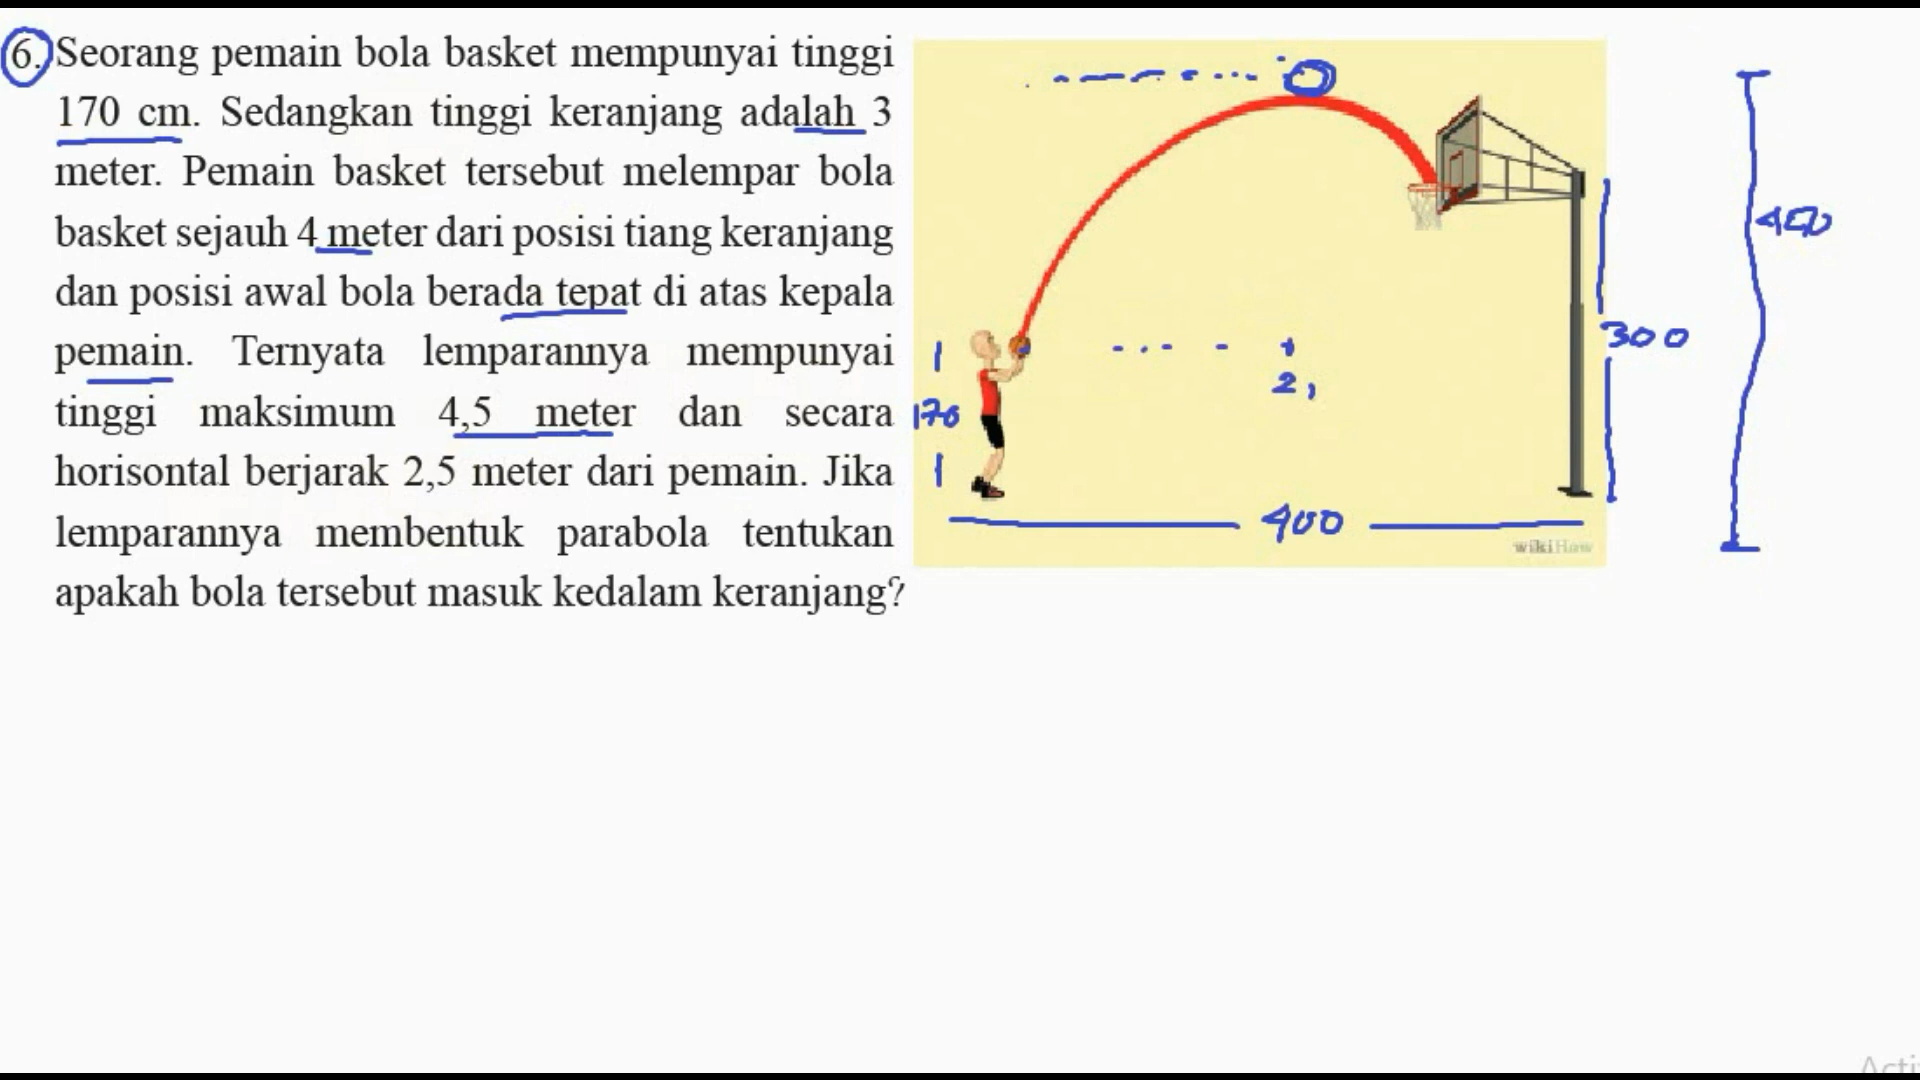 6. Seorang pemain bola basket mempunyai tinggi
170 cm. Sedangkan tinggi keranjang adalah 3
meter. Pemain basket tersebut melempar bola
basket sejauh 4 meter dari posisi tiang keranjang
dan posisi awal bola berada tepat di atas kepala
pemain. Ternyata lemparannya mempunyai
tinggi maksimum 4,5 meter dan secara
horisontal berjarak 2,5 meter dari pemain. Jika
lemparannya membentuk parabola tentukan
apakah bola tersebut masuk kedalam keranjang?
450
300
2,
170
400
wikiHow
Acti